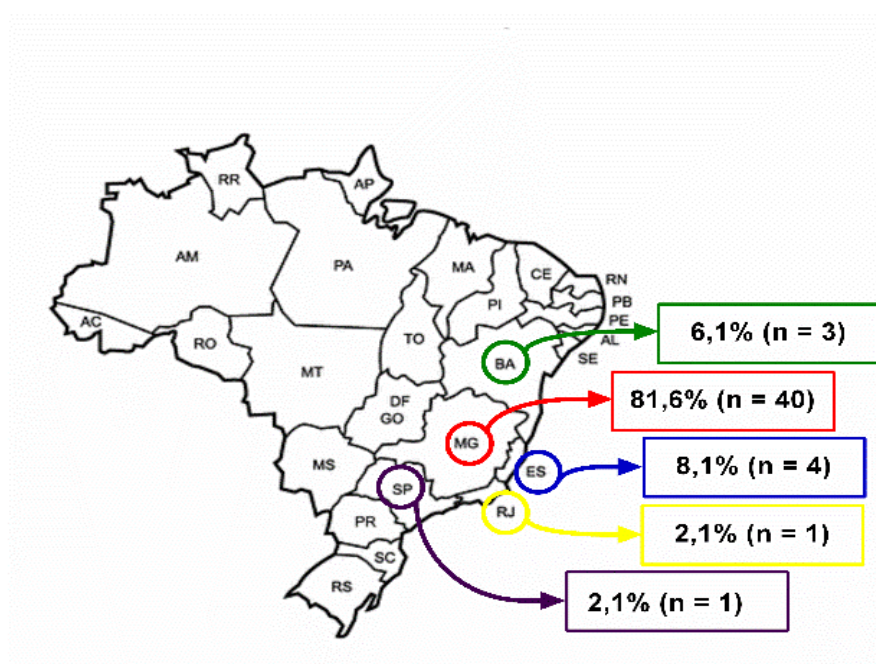 RR
AP
AM
PA
MA
CE
RN
PI
PB
PE
AC
AL
RO
TO
SE
BA
MT
6,1% (n = 3)
DF
GO
81,6% (n = 40)
MG
MS
ES
8,1% (n = 4)
SP
RJ
PR
2,1% (n = 1)
SC
RS
2,1% (n = 1)